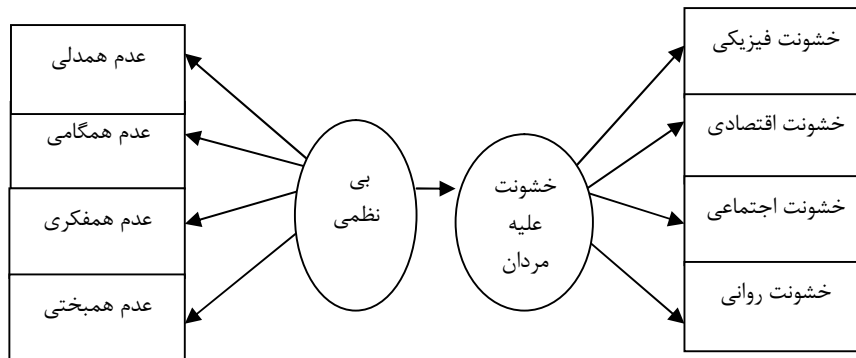 خشونت فیزیکی
خشونت اقتصادی
خشونت اجتماعی
خشونت روانی
خشونت
علیه
مردان
بی
نظمی
عدم همدلی
عدم همگامی
عدم همفکری
عدم همبختی